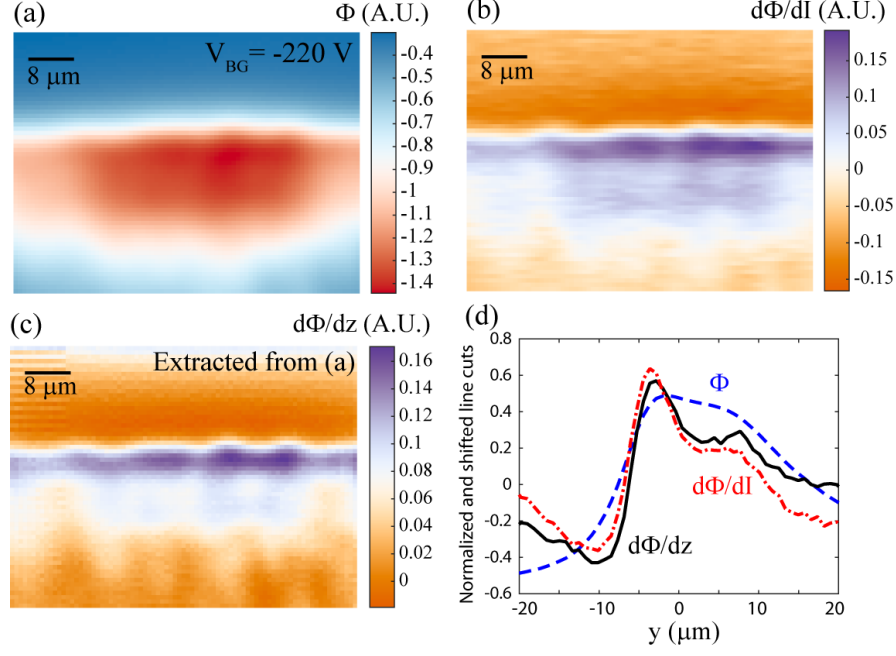 (a)
Φ (A.U.)
V_BG = -220 V
8 μm
-0.4
-0.5
-0.6
-0.7
-0.8
-0.9
-1
-1.1
-1.2
-1.3
-1.4
(b)
dΦ/dI (A.U.)
8 μm
0.15
0.1
0.05
0
-0.05
-0.1
-0.15
(c)
dΦ/dz (A.U.)
Extracted from (a)
8 μm
0.16
0.14
0.12
0.1
0.08
0.06
0.04
0.02
0
(d)
Normalized and shifted line cuts
0.8
0.6
0.4
0.2
0
-0.2
-0.4
-0.6
Φ
dΦ/dI
dΦ/dz
-20
-10
0
10
20
y (μm)